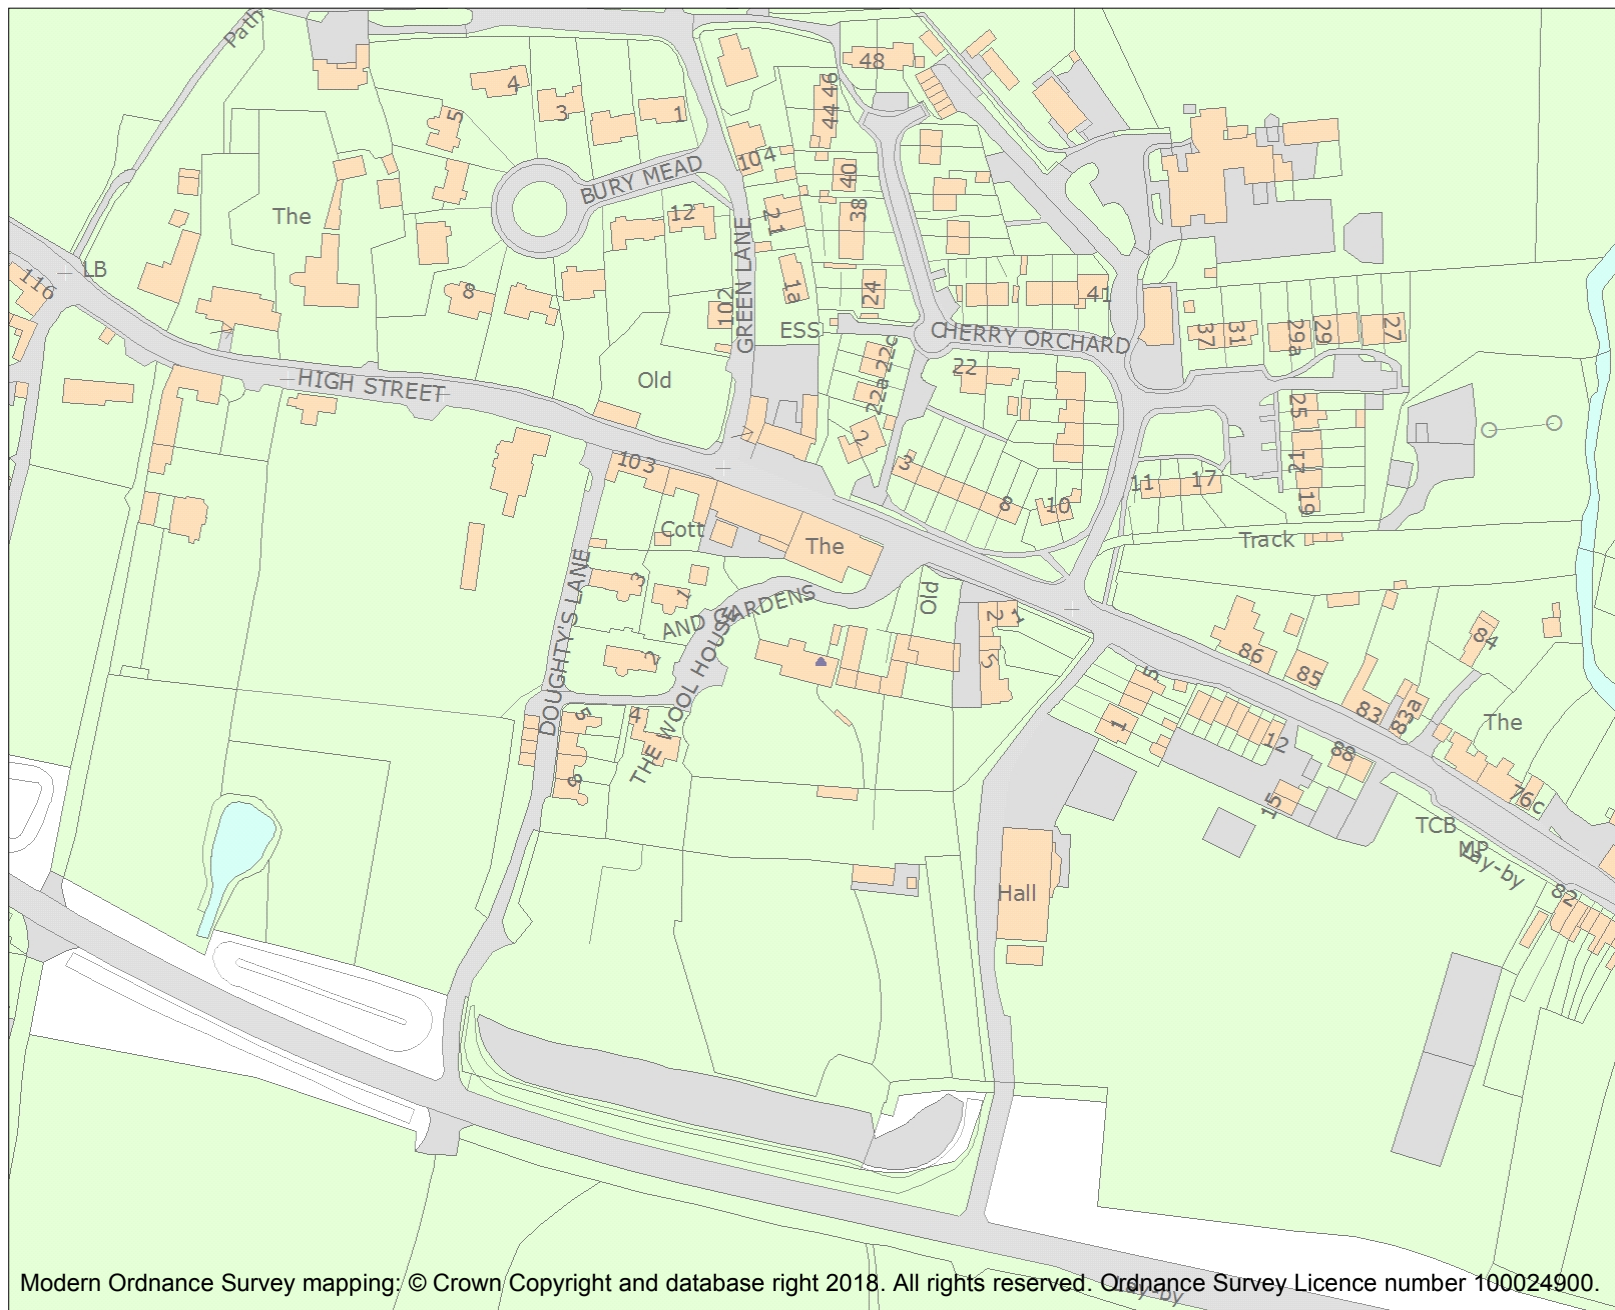 Path
48
4
3
1
5
44 46
104
BURY MEAD
40
The
12
21
38
LB
116
8
102
GREEN LANE
1a
24
41
ESS
CHERRY ORCHARD
37
31
29a
29
27
HIGH STREET
Old
22c
22a
22
25
2
21
103
3
8
10
11
17
19
Cott
The
Track
DOUGHTY'S LANE
3
1
THE WOOL HOUSE
AND GARDENS
Old
2
1
2
5
86
85
84
5
83
83a
The
5
4
1
12
88
6
15
76c
TCB
MP
Lay-by
82
Hall
Lay-by
Modern Ordnance Survey mapping: © Crown Copyright and database right 2018. All rights reserved. Ordnance Survey Licence number 100024900.